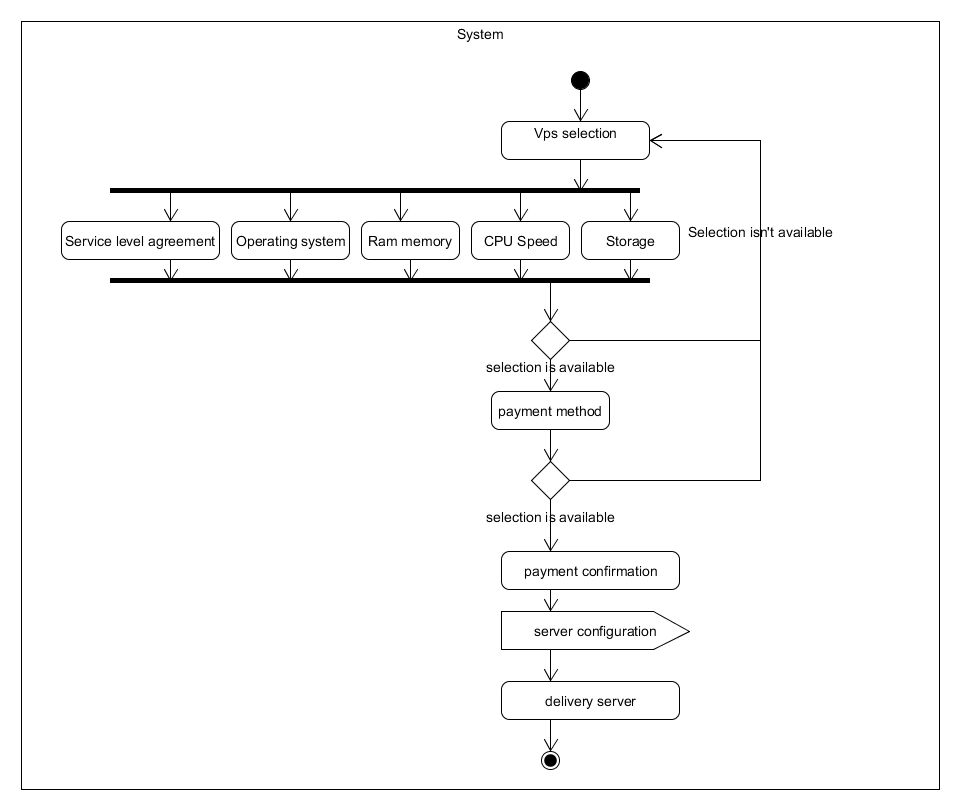 System
Vps selection
Service level agreement
Operating system
Ram memory
CPU Speed
Storage
Selection isn't available
selection is available
payment method
selection is available
payment confirmation
server configuration
delivery server